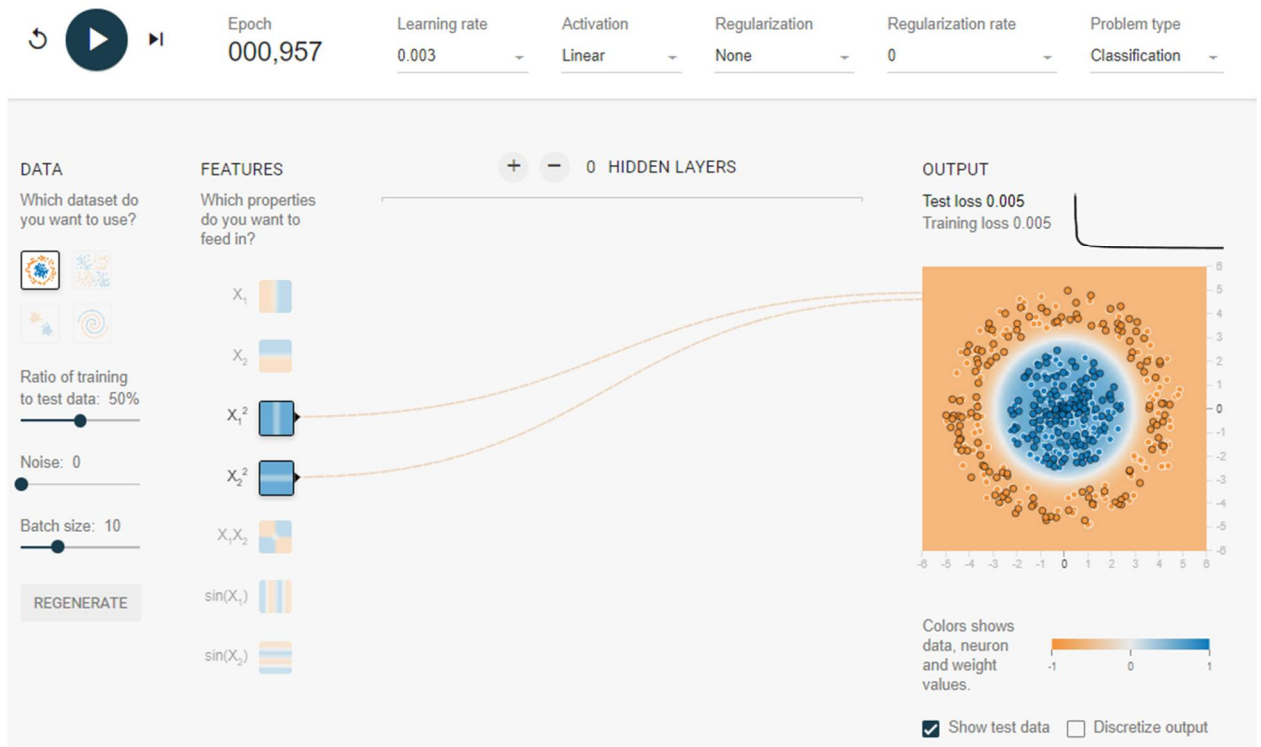 Epoch
000,957
Learning rate
0.003
Activation
Linear
Regularization
None
Regularization rate
0
Problem type
Classification
DATA
Which dataset do
you want to use?
Ratio of training
to test data: 50%
Noise: 0
Batch size: 10
REGENERATE
FEATURES
Which properties
do you want to
feed in?
X₁
X₂
X₁²
X₂²
X₁X₂
sin(X₁)
sin(X₂)
+ − 0 HIDDEN LAYERS
OUTPUT
Test loss 0.005
Training loss 0.005
6
5
4
3
2
1
0
-1
-2
-3
-4
-5
-6
-6 -5 -4 -3 -2 -1 0 1 2 3 4 5 6
Colors shows
data, neuron
and weight
values.
-1 0 1
Show test data
Discretize output